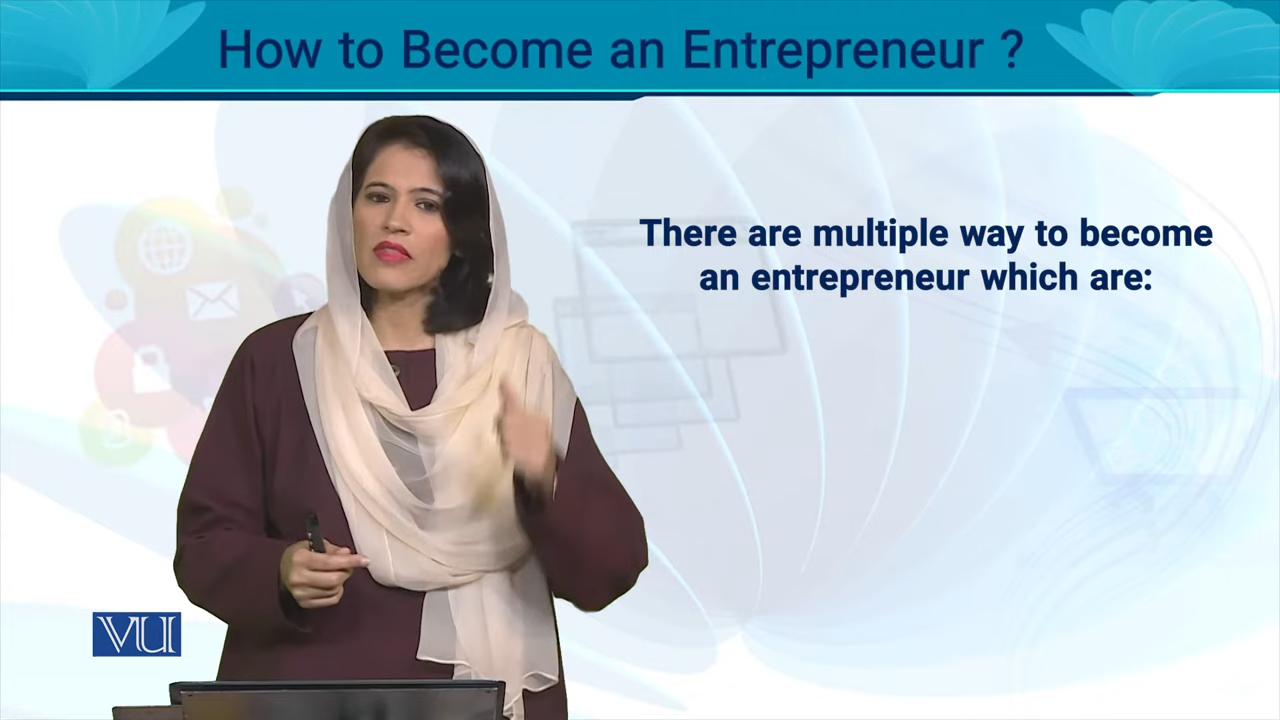 How to Become an Entrepreneur ?
There are multiple way to become
an entrepreneur which are:
VU